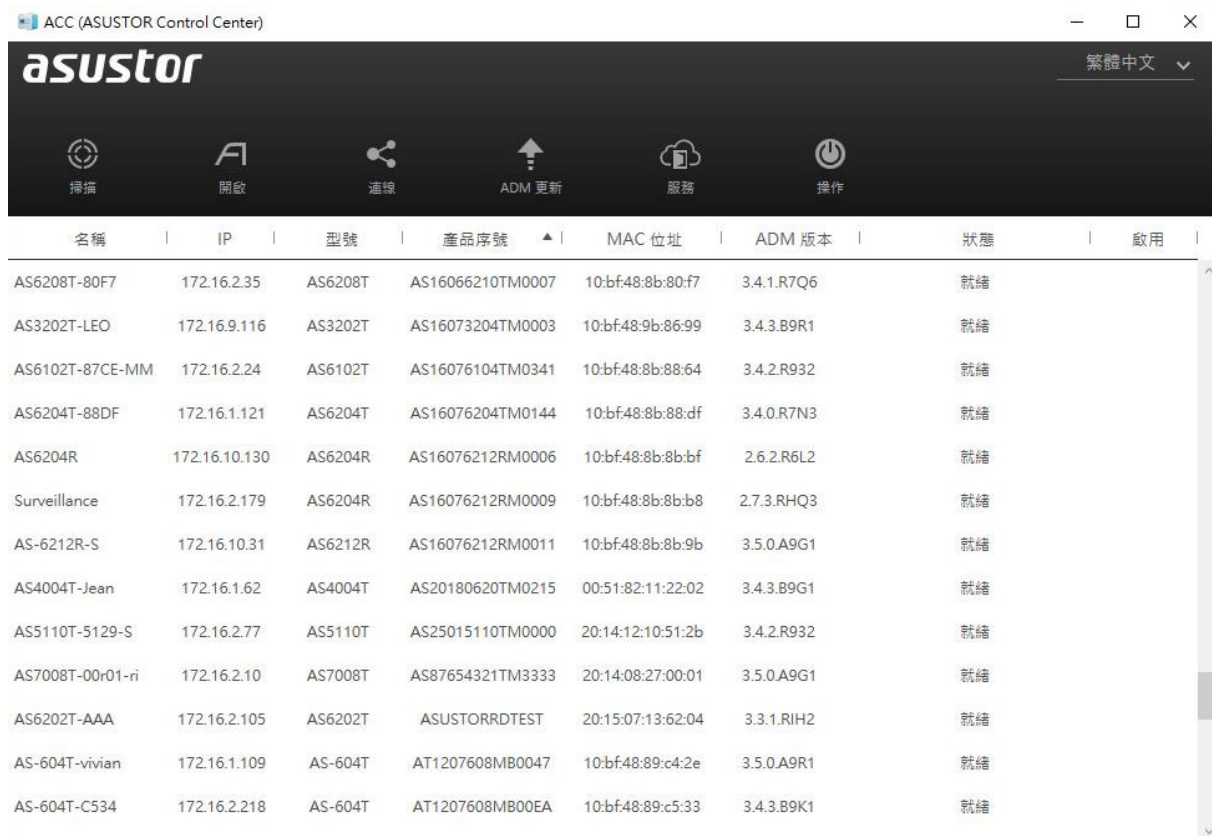 ACC (ASUSTOR Control Center)
asustor
繁體中文
掃描 開啟 連線 ADM 更新 服務 操作
名稱 IP 型號 產品序號 MAC 位址 ADM 版本 狀態 啟用
AS6208T-80F7 172.16.2.35 AS6208T AS16066210TM0007 10:bf:48:8b:80:f7 3.4.1.R7Q6 就緒
AS3202T-LEO 172.16.9.116 AS3202T AS16073204TM0003 10:bf:48:9b:86:99 3.4.3.B9R1 就緒
AS6102T-87CE-MM 172.16.2.24 AS6102T AS16076104TM0341 10:bf:48:8b:88:64 3.4.2.R932 就緒
AS6204T-88DF 172.16.1.121 AS6204T AS16076204TM0144 10:bf:48:8b:88:df 3.4.0.R7N3 就緒
AS6204R 172.16.10.130 AS6204R AS16076212RM0006 10:bf:48:8b:8b:bf 2.6.2.R6L2 就緒
Surveillance 172.16.2.179 AS6204R AS16076212RM0009 10:bf:48:8b:8b:b8 2.7.3.RHQ3 就緒
AS-6212R-S 172.16.10.31 AS6212R AS16076212RM0011 10:bf:48:8b:8b:9b 3.5.0.A9G1 就緒
AS4004T-Jean 172.16.1.62 AS4004T AS20180620TM0215 00:51:82:11:22:02 3.4.3.B9G1 就緒
AS5110T-5129-S 172.16.2.77 AS5110T AS25015110TM0000 20:14:12:10:51:2b 3.4.2.R932 就緒
AS7008T-00r01-ri 172.16.2.10 AS7008T AS87654321TM3333 20:14:08:27:00:01 3.5.0.A9G1 就緒
AS6202T-AAA 172.16.2.105 AS6202T ASUSTORRDTEST 20:15:07:13:62:04 3.3.1.RIH2 就緒
AS-604T-vivian 172.16.1.109 AS-604T AT1207608MB0047 10:bf:48:89:c4:2e 3.5.0.A9R1 就緒
AS-604T-C534 172.16.2.218 AS-604T AT1207608MB00EA 10:bf:48:89:c5:33 3.4.3.B9K1 就緒